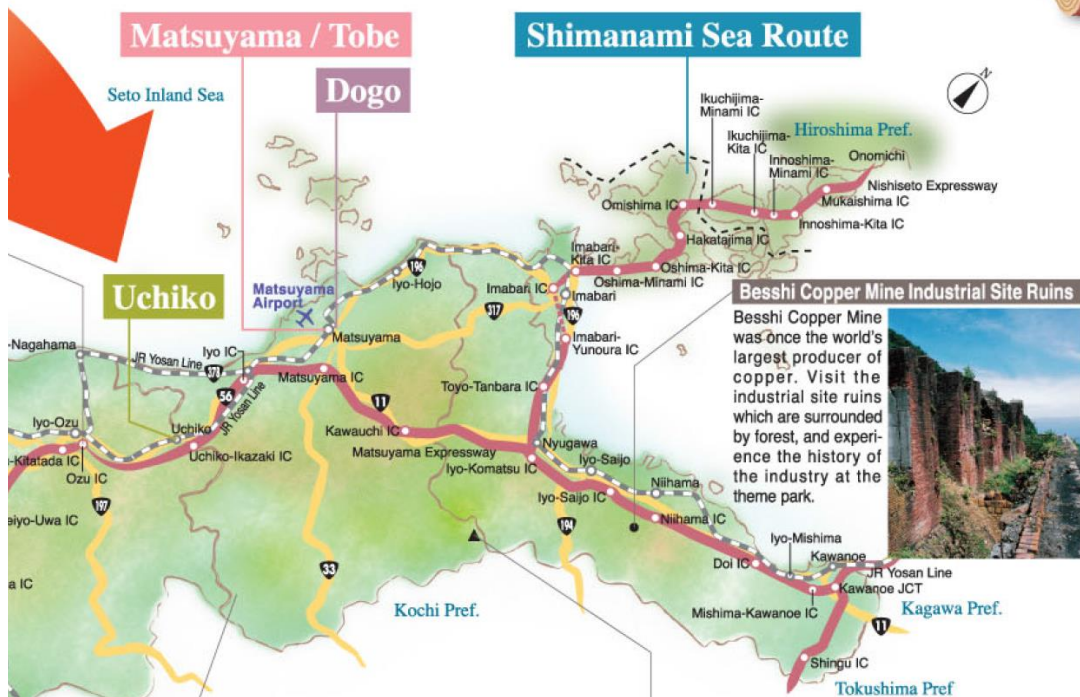 Matsuyama / Tobe
Shimanami Sea Route
Dogo
Seto Inland Sea
N
Ikuchijima-
Minami IC
Ikuchijima-
Kita IC
Hiroshima Pref.
Innoshima-
Minami IC
Onomichi
Nishiseto Expressway
Mukaishima IC
Innoshima-Kita IC
Omishima IC
Hakatajima IC
Oshima-Kita IC
Oshima-Minami IC
Imabari-
Kita IC
Imabari IC
Imabari
196
Imabari-
Yunoura IC
196
Iyo-Hojo
317
Uchiko
Matsuyama
Airport
Matsuyama
-Nagahama
JR Yosan Line
Iyo IC
378
56
JR Yosan Line
Matsuyama IC
Toyo-Tanbara IC
11
Iyo-Ozu
Uchiko
Uchiko-Ikazaki IC
Kawauchi IC
Matsuyama Expressway
Nyugawa
Iyo-Komatsu IC
Iyo-Saijo
-Kitatada IC
Ozu IC
197
eiyo-Uwa IC
a IC
33
194
Iyo-Saijo IC
Niihama
Niihama IC
Iyo-Mishima
Kawanoe
Doi IC
JR Yosan Line
Kawanoe JCT
Mishima-Kawanoe IC
Kochi Pref.
Kagawa Pref.
11
Shingu IC
Tokushima Pref
Besshi Copper Mine Industrial Site Ruins
Besshi Copper Mine
was once the world's
largest producer of
copper. Visit the
industrial site ruins
which are surrounded
by forest, and experi-
ence the history of
the industry at the
theme park.